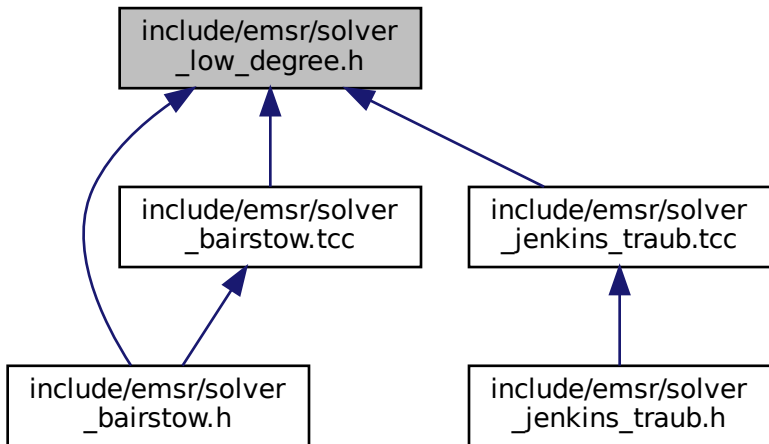 include/emsr/solver
_low_degree.h
include/emsr/solver
_bairstow.tcc
include/emsr/solver
_jenkins_traub.tcc
include/emsr/solver
_bairstow.h
include/emsr/solver
_jenkins_traub.h